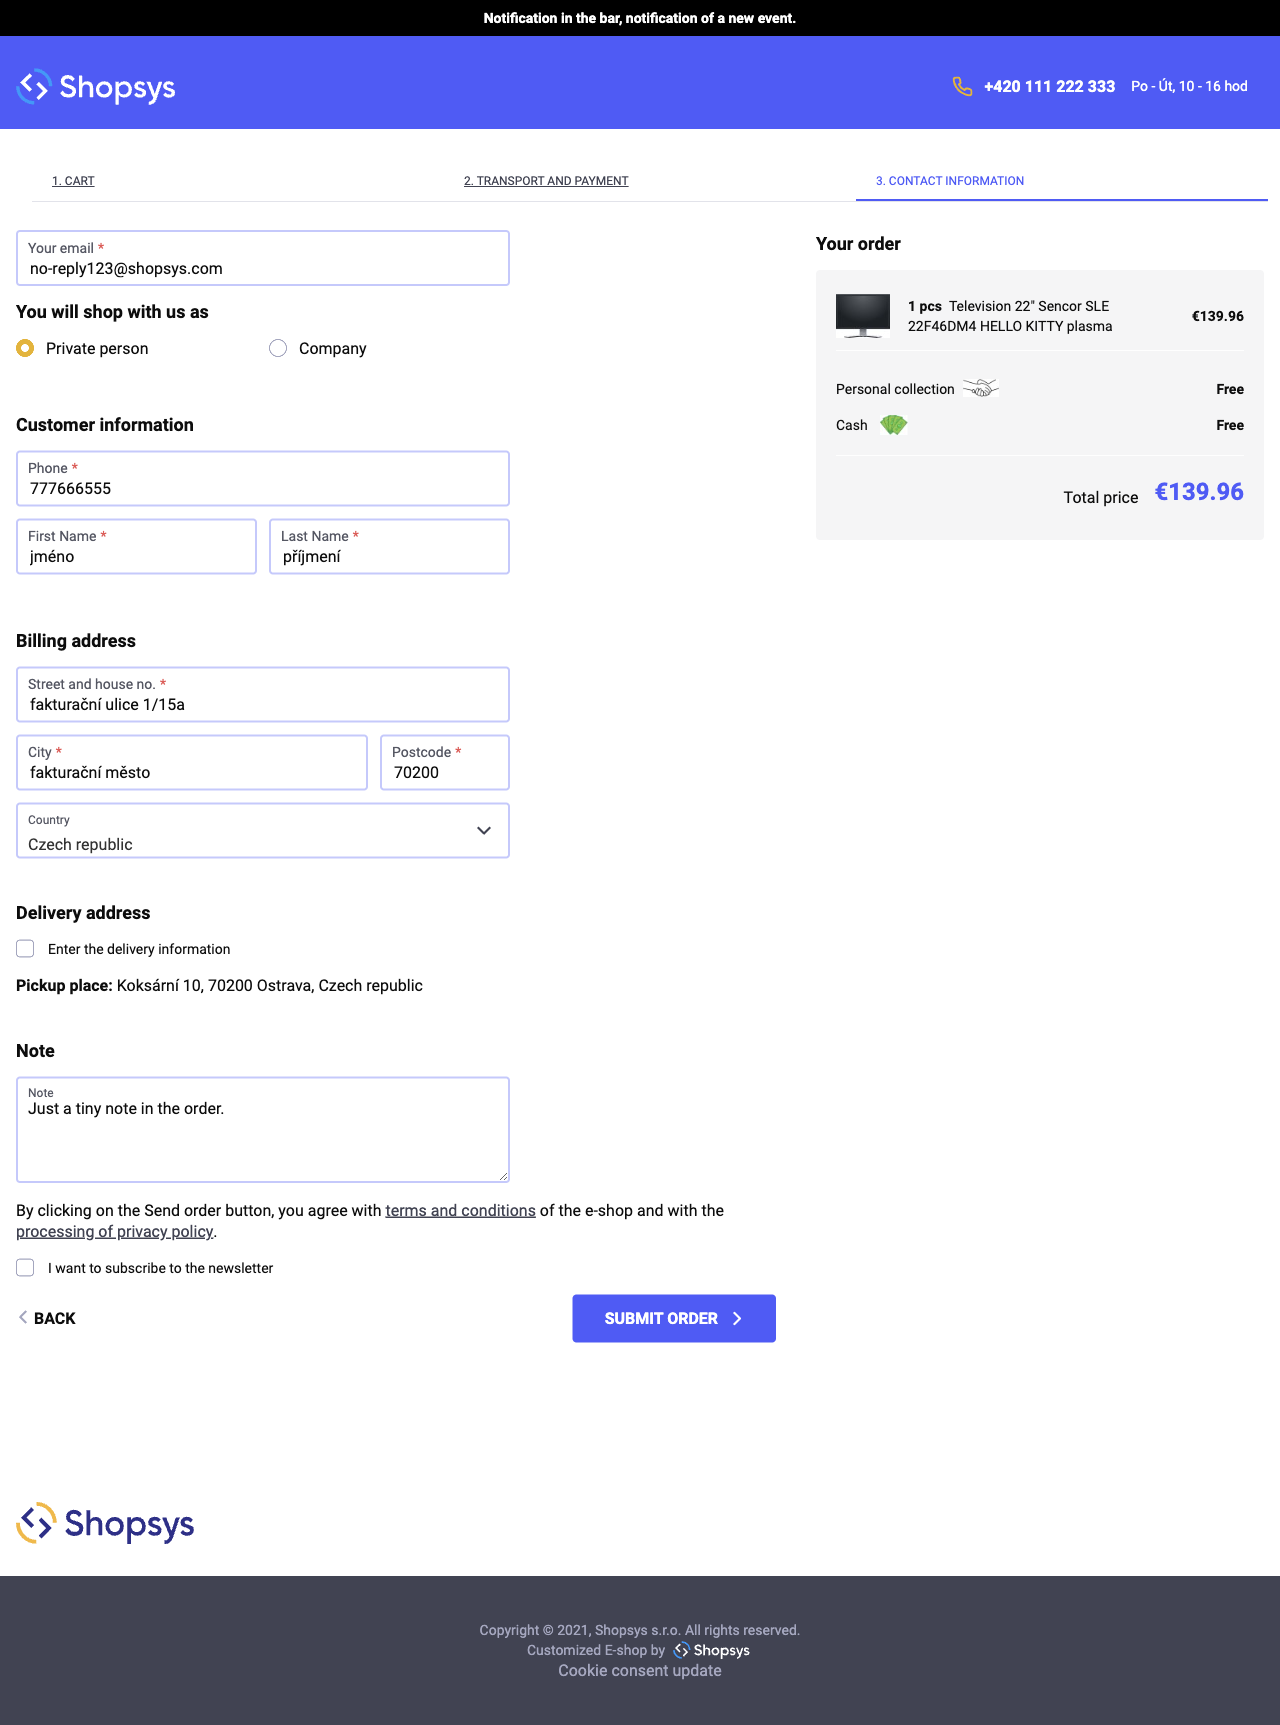 Notification in the bar, notification of a new event.
Shopsys
+420 111 222 333 Po - Út, 10 - 16 hod
1. CART
2. TRANSPORT AND PAYMENT
3. CONTACT INFORMATION
Your email *
no-reply123@shopsys.com
You will shop with us as
Private person
Company
Customer information
Phone *
777666555
First Name *
jméno
Last Name *
příjmení
Billing address
Street and house no. *
fakturační ulice 1/15a
City *
fakturační město
Postcode *
70200
Country
Czech republic
Delivery address
Enter the delivery information
Pickup place: Koksární 10, 70200 Ostrava, Czech republic
Note
Note
Just a tiny note in the order.
By clicking on the Send order button, you agree with terms and conditions of the e-shop and with the
processing of privacy policy.
I want to subscribe to the newsletter
BACK
SUBMIT ORDER
Your order
1 pcs Television 22" Sencor SLE
22F46DM4 HELLO KITTY plasma
€139.96
Personal collection
Free
Cash
Free
Total price €139.96
Shopsys
Copyright © 2021, Shopsys s.r.o. All rights reserved.
Customized E-shop by Shopsys
Cookie consent update